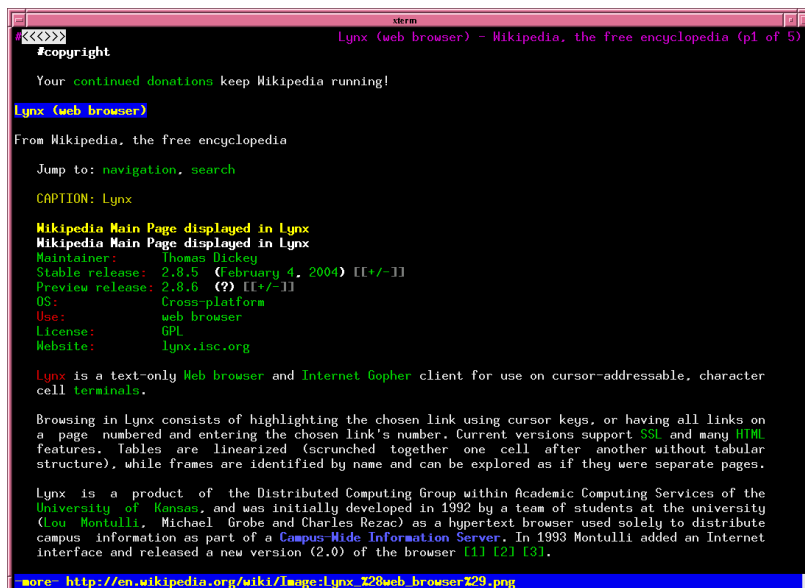 xterm
#<<<>>> Lynx (web browser) - Wikipedia, the free encyclopedia (p1 of 5)
#copyright
Your continued donations keep Wikipedia running!
Lynx (web browser)
From Wikipedia, the free encyclopedia
Jump to: navigation, search
CAPTION: Lynx
Wikipedia Main Page displayed in Lynx
Wikipedia Main Page displayed in Lynx
Maintainer: Thomas Dickey
Stable release: 2.8.5 (February 4, 2004) [[+/-]]
Preview release: 2.8.6 (?) [[+/-]]
OS: Cross-platform
Use: web browser
License: GPL
Website: lynx.isc.org
Lynx is a text-only Web browser and Internet Gopher client for use on cursor-addressable, character
cell terminals.
Browsing in Lynx consists of highlighting the chosen link using cursor keys, or having all links on
a page numbered and entering the chosen link's number. Current versions support SSL and many HTML
features. Tables are linearized (scrunched together one cell after another without tabular
structure), while frames are identified by name and can be explored as if they were separate pages.
Lynx is a product of the Distributed Computing Group within Academic Computing Services of the
University of Kansas, and was initially developed in 1992 by a team of students at the university
(Lou Montulli, Michael Grobe and Charles Rezac) as a hypertext browser used solely to distribute
campus information as part of a Campus-Wide Information Server. In 1993 Montulli added an Internet
interface and released a new version (2.0) of the browser [1] [2] [3].
-more- http://en.wikipedia.org/wiki/Image:Lynx_%28web_browser%29.png